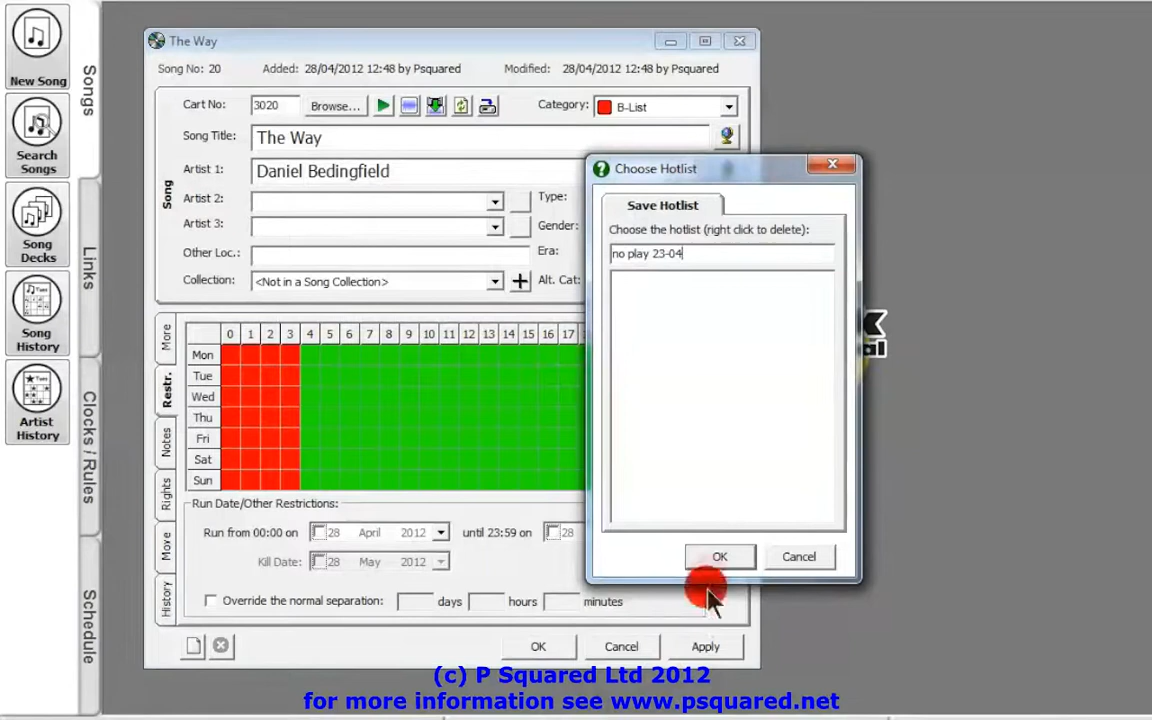 New Song
Search
Songs
Song
Decks
Song
History
Artist
History
Songs
Links
Clocks / Rules
Schedule
The Way
Song No: 20 Added: 28/04/2012 12:48 by Psquared Modified: 28/04/2012 12:48 by Psquared
Cart No: 3020 Browse... Category: B-List
Song Title: The Way
Song
Artist 1: Daniel Bedingfield
Artist 2: Type:
Artist 3: Gender:
Other Loc.: Era:
Collection: <Not in a Song Collection> Alt. Cat:
More
Restr.
Notes
Rights
Move
History
0 1 2 3 4 5 6 7 8 9 10 11 12 13 14 15 16 17
Mon
Tue
Wed
Thu
Fri
Sat
Sun
Run Date/Other Restrictions:
Run from 00:00 on 28 April 2012 until 23:59 on 28
Kill Date: 28 May 2012
Override the normal separation: days hours minutes
OK Cancel Apply
Choose Hotlist
Save Hotlist
Choose the hotlist (right click to delete):
no play 23-04
OK Cancel
al
(c) P Squared Ltd 2012
for more information see www.psquared.net